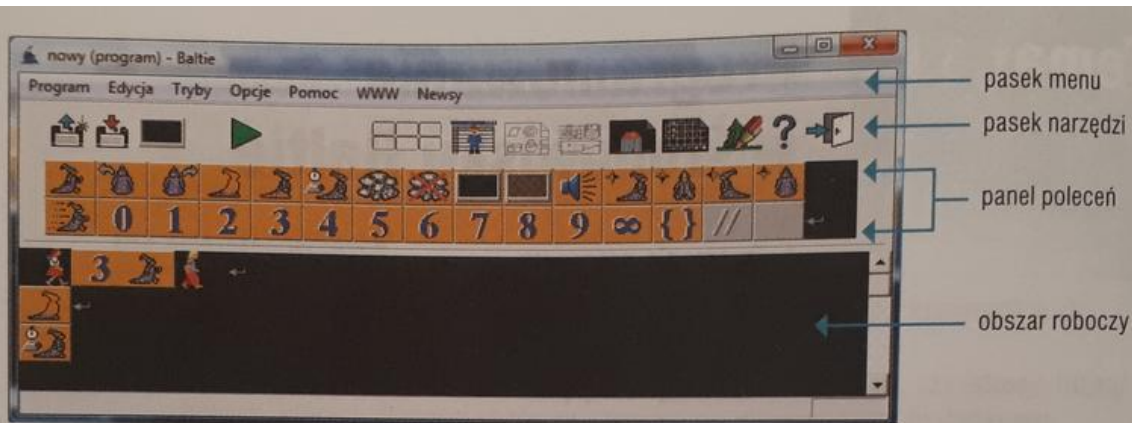 nowy (program) - Baltie
Program Edycja Tryby Opcje Pomoc WWW Newsy
pasek menu
pasek narzędzi
?
panel poleceń
0 1 2 3 4 5 6 7 8 9 ∞ { } //
3
obszar roboczy